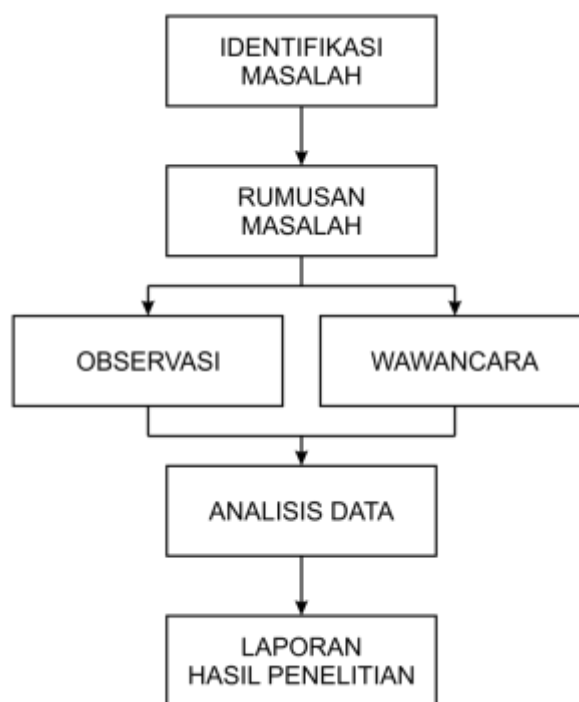 IDENTIFIKASI
MASALAH
RUMUSAN
MASALAH
OBSERVASI
WAWANCARA
ANALISIS DATA
LAPORAN
HASIL PENELITIAN